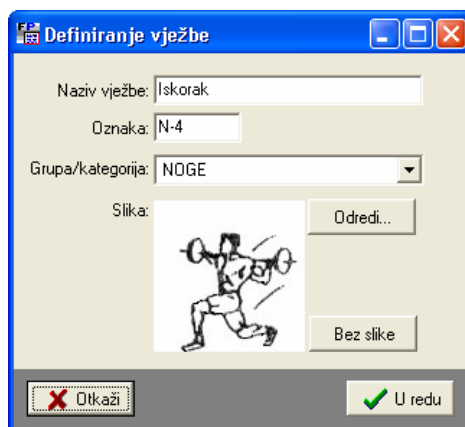 Definiranje vježbe
Naziv vježbe: Iskorak
Oznaka: N-4
Grupa/kategorija: NOGE
Slika:
Odredi...
Bez slike
Otkaži
U redu